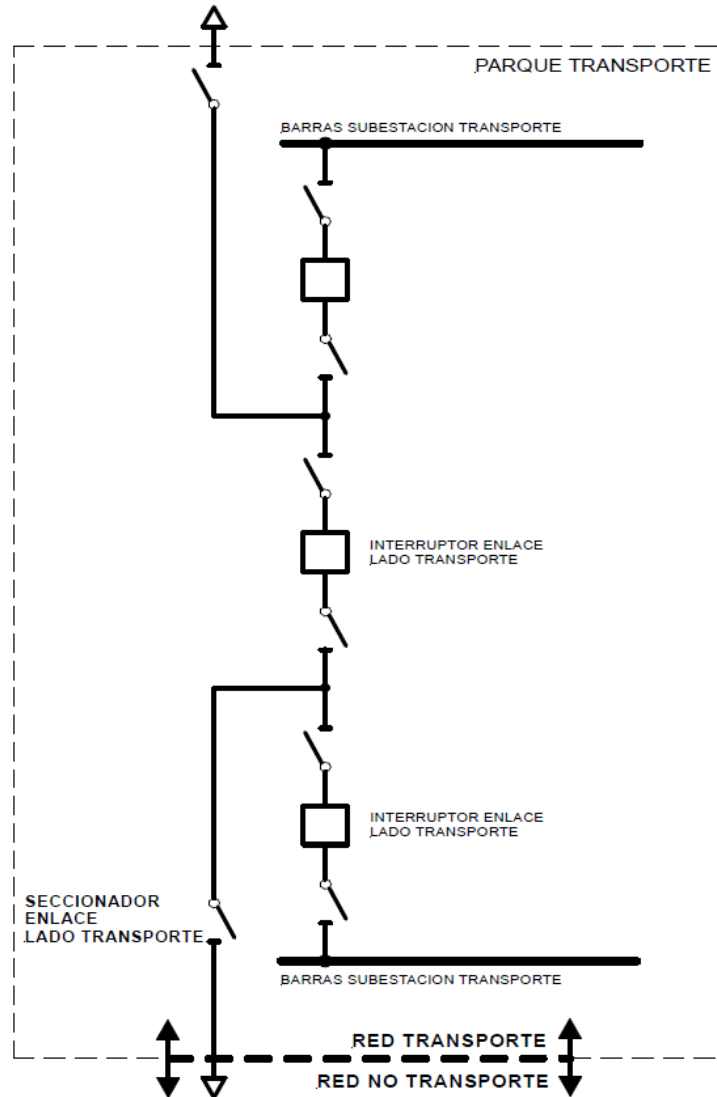 PARQUE TRANSPORTE
BARRAS SUBESTACION TRANSPORTE
INTERRUPTOR ENLACE
LADO TRANSPORTE
INTERRUPTOR ENLACE
LADO TRANSPORTE
SECCIONADOR
ENLACE
LADO TRANSPORTE
BARRAS SUBESTACION TRANSPORTE
RED TRANSPORTE
RED NO TRANSPORTE